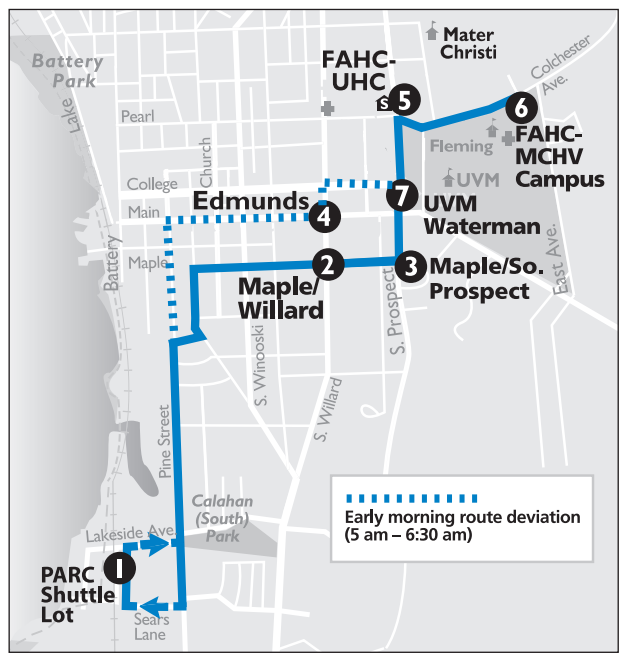 Mater
Christi
Colchester
Ave.
Battery
Park
FAHC-
UHC
S
5
6
Lake
Pearl
Fleming
FAHC-
MCHV
Campus
Church
College
UVM
Edmunds
Main
4
7
UVM
Waterman
Battery
Maple
2
3
Maple/So.
Prospect
East Ave.
Maple/
Willard
S. Prospect
S. Winooski
S. Willard
Pine Street
Calahan
(South)
Park
Early morning route deviation
(5 am – 6:30 am)
Lakeside Ave.
1
PARC
Shuttle
Lot
Sears
Lane